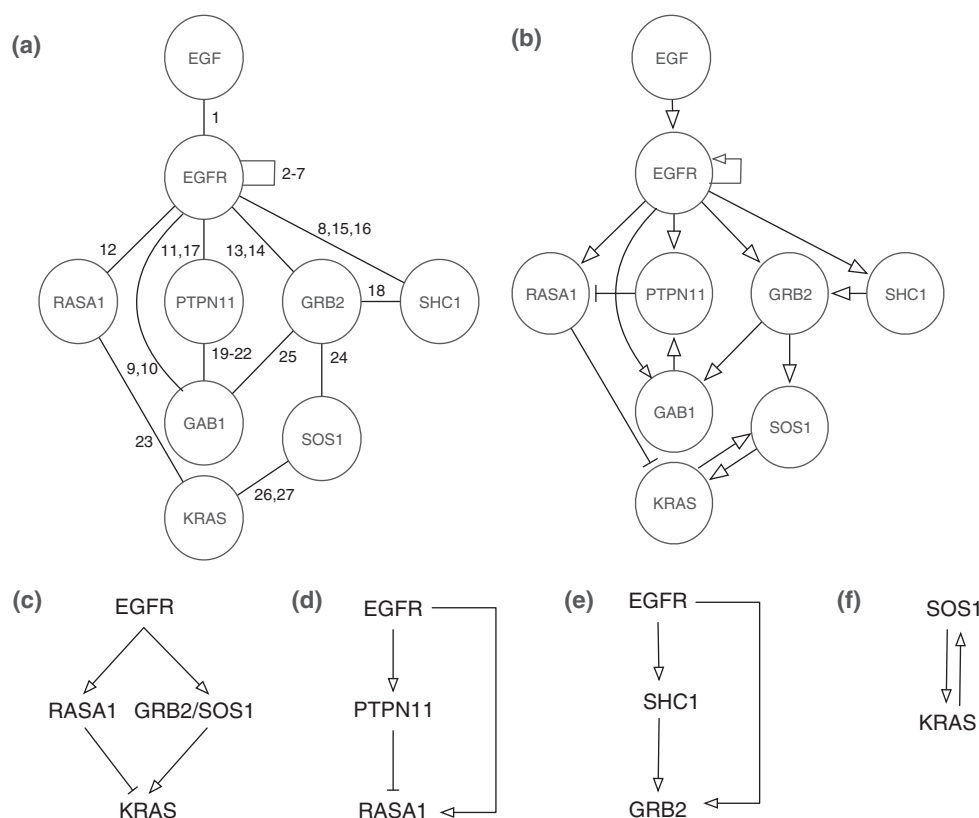 (a)
EGF
1
EGFR
2-7
12
11,17
13,14
8,15,16
RASA1
PTPN11
GRB2
18
SHC1
9,10
19-22
25
24
GAB1
SOS1
23
26,27
KRAS
(b)
EGF
EGFR
RASA1
PTPN11
GRB2
SHC1
GAB1
SOS1
KRAS
(c)
EGFR
RASA1
GRB2/SOS1
KRAS
(d)
EGFR
PTPN11
RASA1
(e)
EGFR
SHC1
GRB2
(f)
SOS1
KRAS